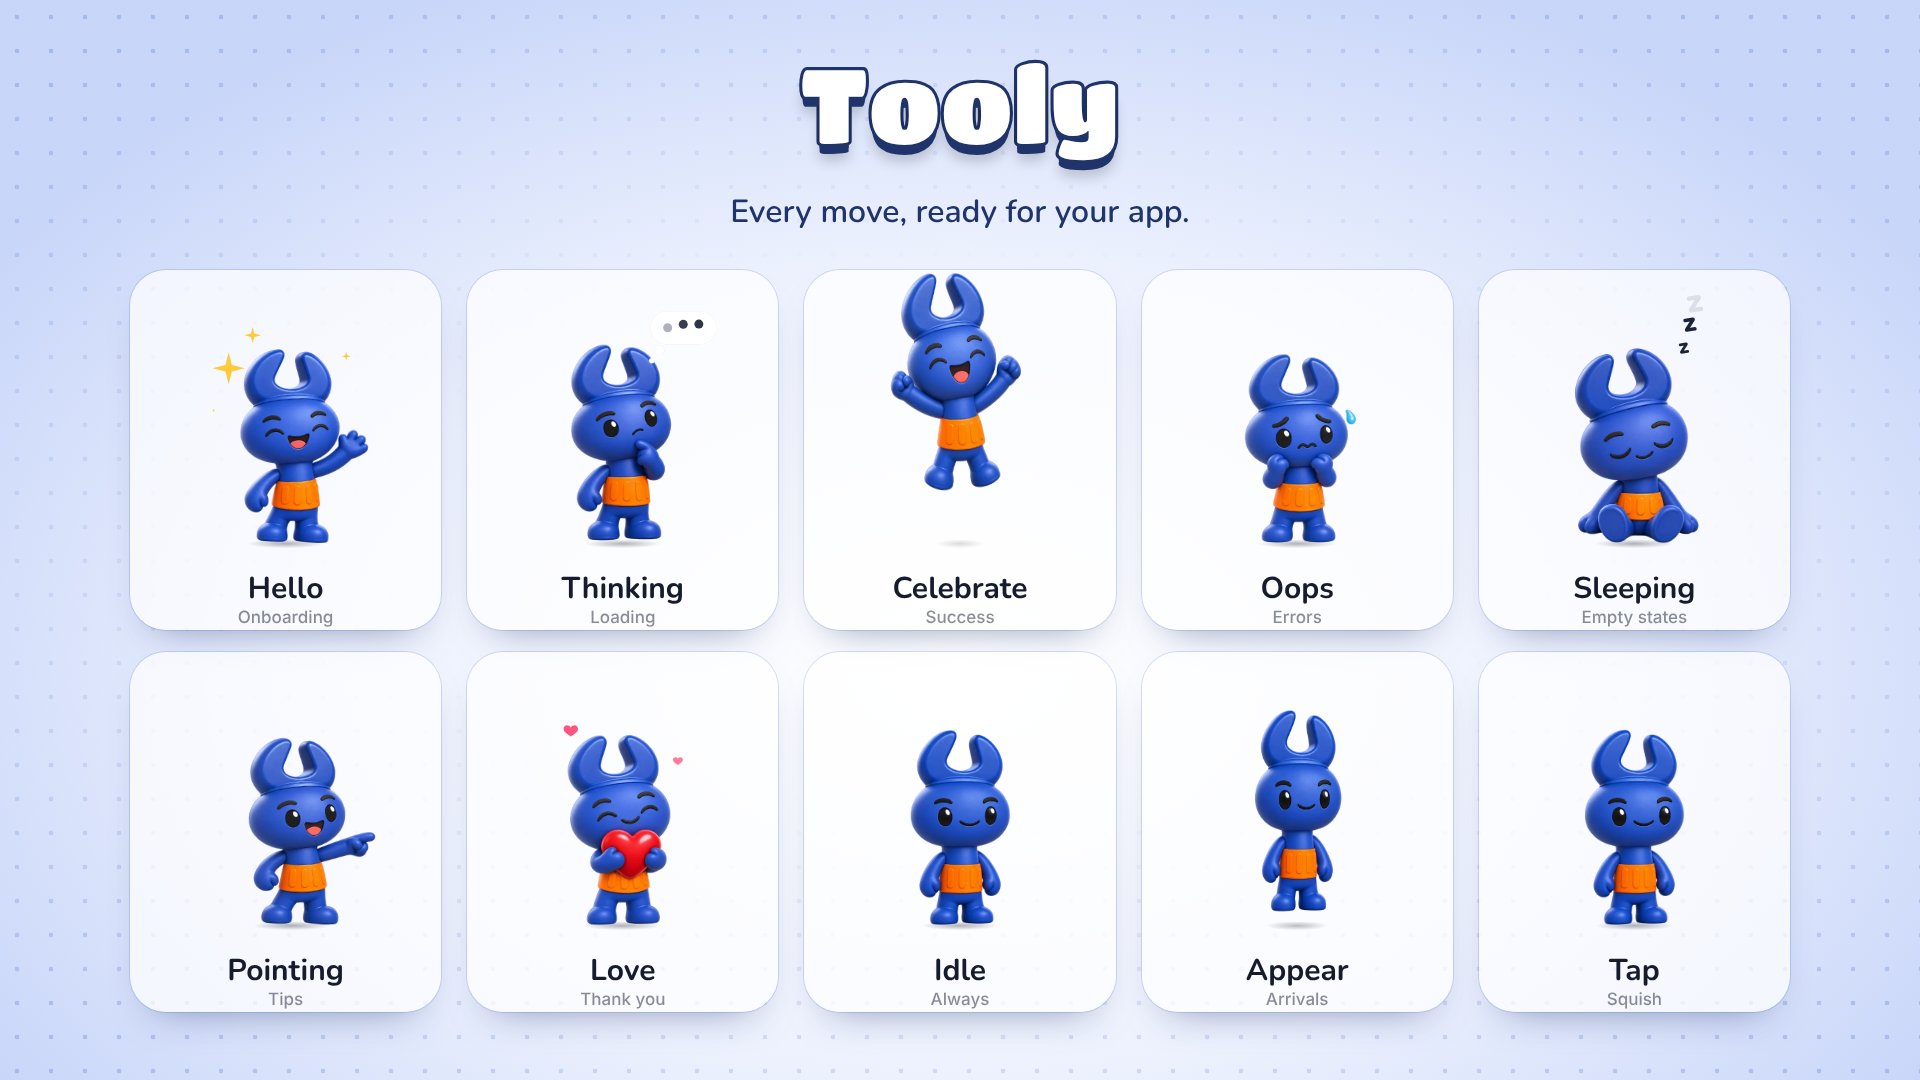 Tooly
Every move, ready for your app.
z
z
z
Hello
Onboarding
Thinking
Loading
Celebrate
Success
Oops
Errors
Sleeping
Empty states
Pointing
Tips
Love
Thank you
Idle
Always
Appear
Arrivals
Tap
Squish